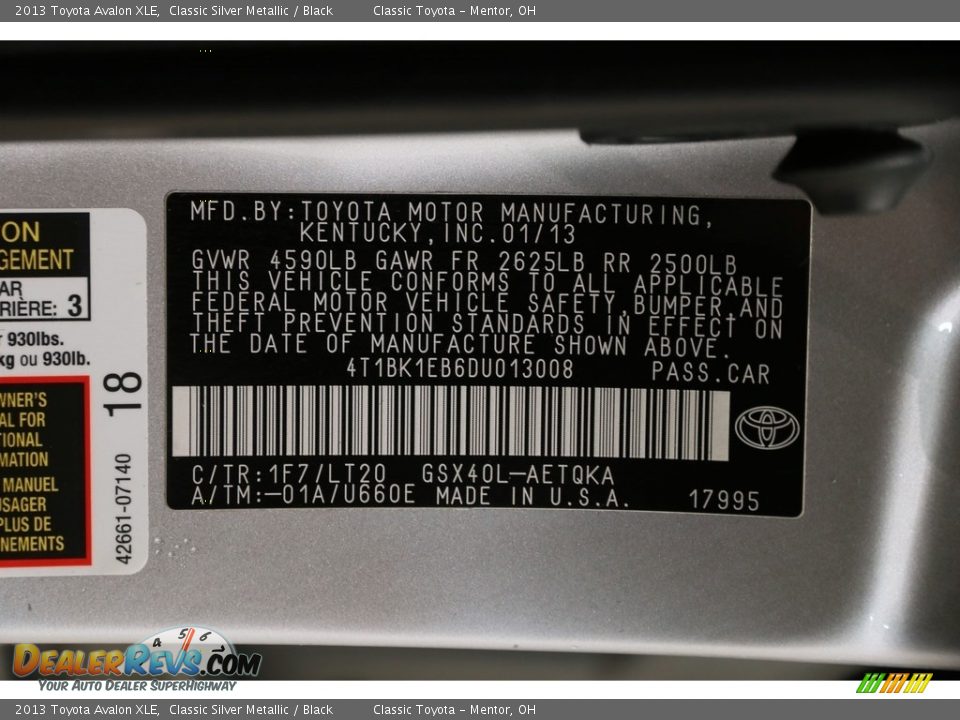 2013 Toyota Avalon XLE, Classic Silver Metallic / Black Classic Toyota - Mentor, OH
MFD.BY:TOYOTA MOTOR MANUFACTURING,
KENTUCKY,INC.01/13
GVWR 4590LB GAWR FR 2625LB RR 2500LB
THIS VEHICLE CONFORMS TO ALL APPLICABLE
FEDERAL MOTOR VEHICLE SAFETY,BUMPER,AND
THEFT PREVENTION STANDARDS IN EFFECT ON
THE DATE OF MANUFACTURE SHOWN ABOVE.
4T1BK1EB6DU013008 PASS.CAR
C/TR:1F7/LT20 GSX40L-AETQKA
A/TM:-01A/U660E MADE IN U.S.A. 17995
ON
GEMENT
AR
RIÈRE: 3
r 930lbs.
kg ou 930lb.
WNER'S
AL FOR
TIONAL
MATION
MANUEL
USAGER
PLUS DE
NEMENTS
18
42661-07140
4 5 6
DEALERREVS.COM
YOUR AUTO DEALER SUPERHIGHWAY
2013 Toyota Avalon XLE, Classic Silver Metallic / Black Classic Toyota - Mentor, OH